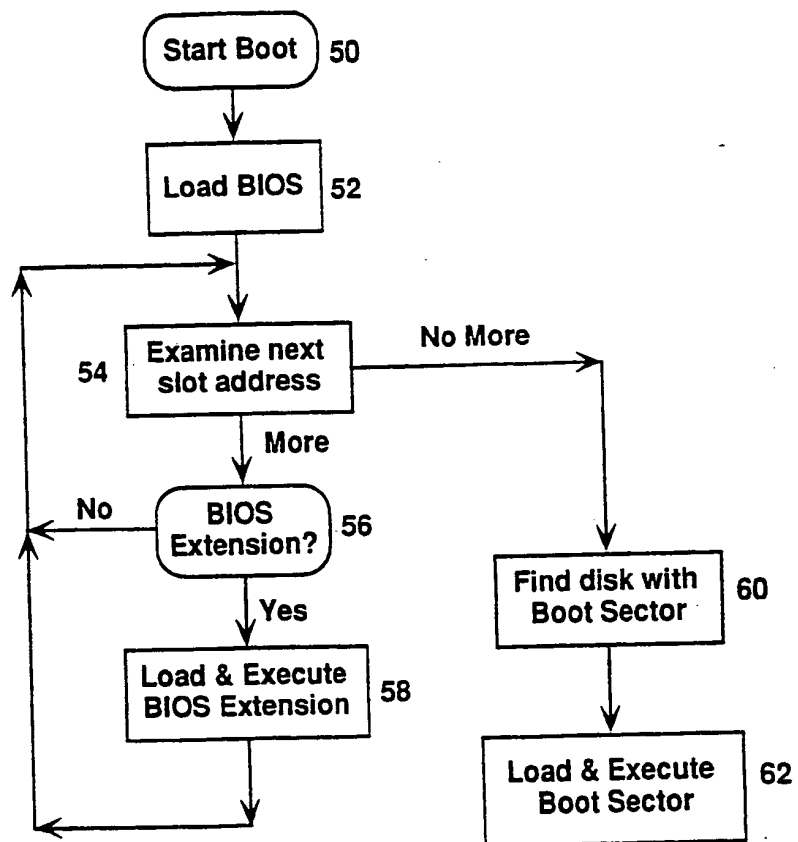 Start Boot
50
Load BIOS
52
Examine next
slot address
54
No More
More
BIOS
Extension?
56
No
Yes
Load & Execute
BIOS Extension
58
Find disk with
Boot Sector
60
Load & Execute
Boot Sector
62